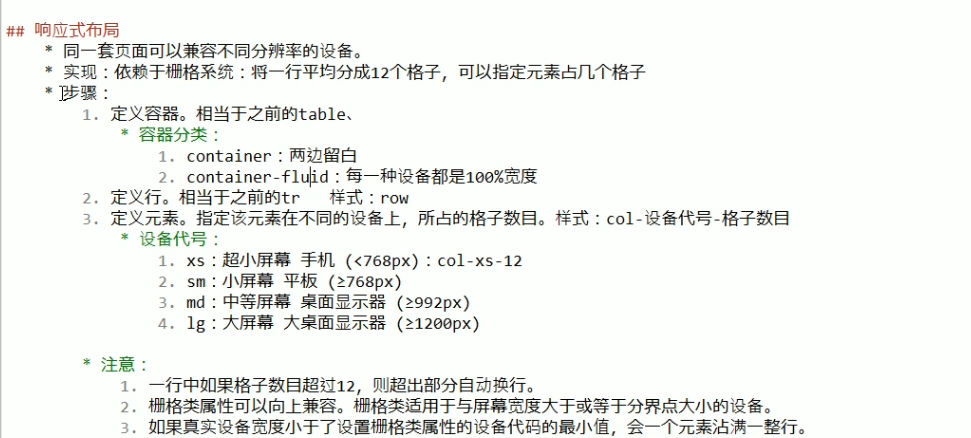 ## 响应式布局
* 同一套页面可以兼容不同分辨率的设备。
* 实现：依赖于栅格系统：将一行平均分成12个格子，可以指定元素占几个格子
* 步骤：
1. 定义容器。相当于之前的table、
* 容器分类：
1. container：两边留白
2. container-fluid：每一种设备都是100%宽度
2. 定义行。相当于之前的tr 样式：row
3. 定义元素。指定该元素在不同的设备上，所占的格子数目。样式：col-设备代号-格子数目
* 设备代号：
1. xs：超小屏幕 手机 (<768px)：col-xs-12
2. sm：小屏幕 平板 (≥768px)
3. md：中等屏幕 桌面显示器 (≥992px)
4. lg：大屏幕 大桌面显示器 (≥1200px)
* 注意：
1. 一行中如果格子数目超过12，则超出部分自动换行。
2. 栅格类属性可以向上兼容。栅格类适用于与屏幕宽度大于或等于分界点大小的设备。
3. 如果真实设备宽度小于了设置栅格类属性的设备代码的最小值，会一个元素沾满一整行。